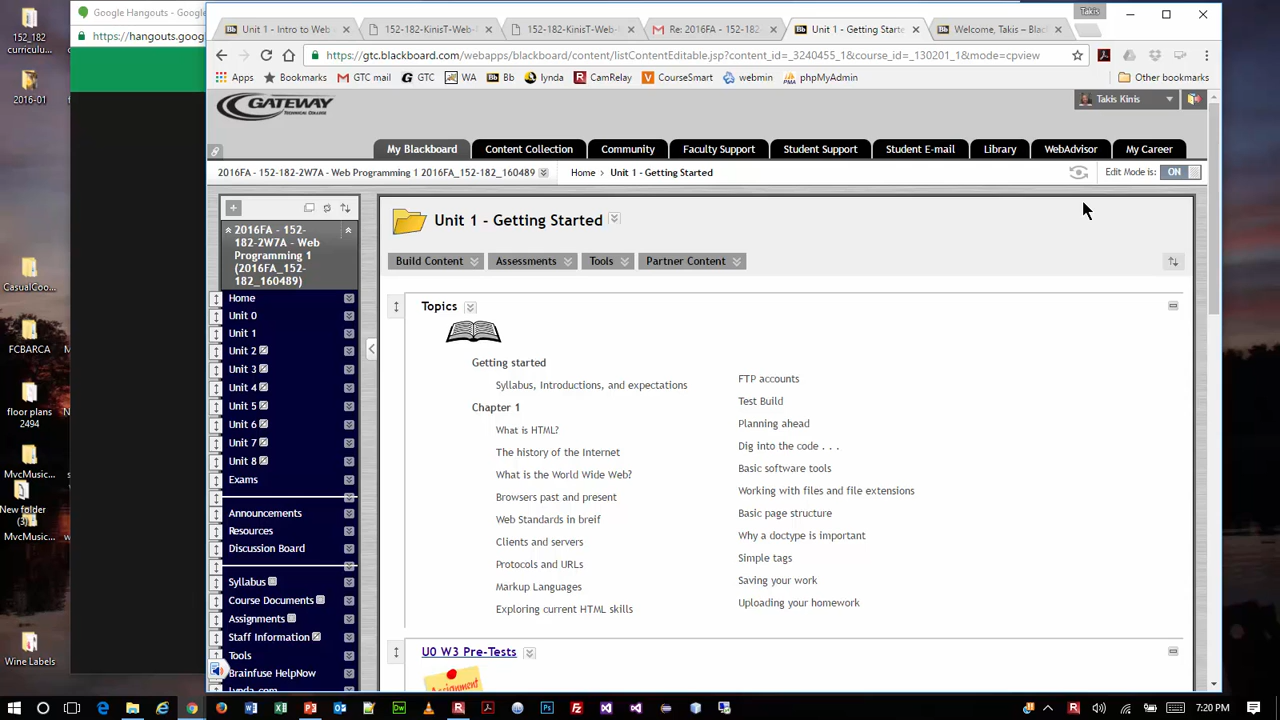 152_182
curriculu...
2016-01
CasualCoo...
FCBARCA
floor plans
2494
MvcMusic...
New folder
(3)
MvcMusic...
Wine Labels
Google Hangouts - Google
https://hangouts.goog
Takis
Unit 1 - Intro to Web
152-182-KinisT-Web-
152-182-KinisT-Web-
Re: 2016FA - 152-182
Unit 1 - Getting Starte
Welcome, Takis – Blac
https://gtc.blackboard.com/webapps/blackboard/content/listContentEditable.jsp?content_id=_3240455_1&course_id=_130201_1&mode=cpview
Apps
Bookmarks
GTC mail
GTC
WA
Bb
lynda
CamRelay
CourseSmart
webmin
phpMyAdmin
Other bookmarks
GATEWAY
TECHNICAL COLLEGE
Takis Kinis
My Blackboard
Content Collection
Community
Faculty Support
Student Support
Student E-mail
Library
WebAdvisor
My Career
2016FA - 152-182-2W7A - Web Programming 1 2016FA_152-182_160489
Home
Unit 1 - Getting Started
Edit Mode is:
ON
2016FA - 152-
182-2W7A - Web
Programming 1
(2016FA_152-
182_160489)
Home
Unit 0
Unit 1
Unit 2
Unit 3
Unit 4
Unit 5
Unit 6
Unit 7
Unit 8
Exams
Announcements
Resources
Discussion Board
Syllabus
Course Documents
Assignments
Staff Information
Tools
Brainfuse HelpNow
Lynda.com
Unit 1 - Getting Started
Build Content
Assessments
Tools
Partner Content
Topics
Getting started
Syllabus, Introductions, and expectations
Chapter 1
What is HTML?
The history of the Internet
What is the World Wide Web?
Browsers past and present
Web Standards in breif
Clients and servers
Protocols and URLs
Markup Languages
Exploring current HTML skills
FTP accounts
Test Build
Planning ahead
Dig into the code . . .
Basic software tools
Working with files and file extensions
Basic page structure
Why a doctype is important
Simple tags
Saving your work
Uploading your homework
U0 W3 Pre-Tests
Assignment
7:20 PM